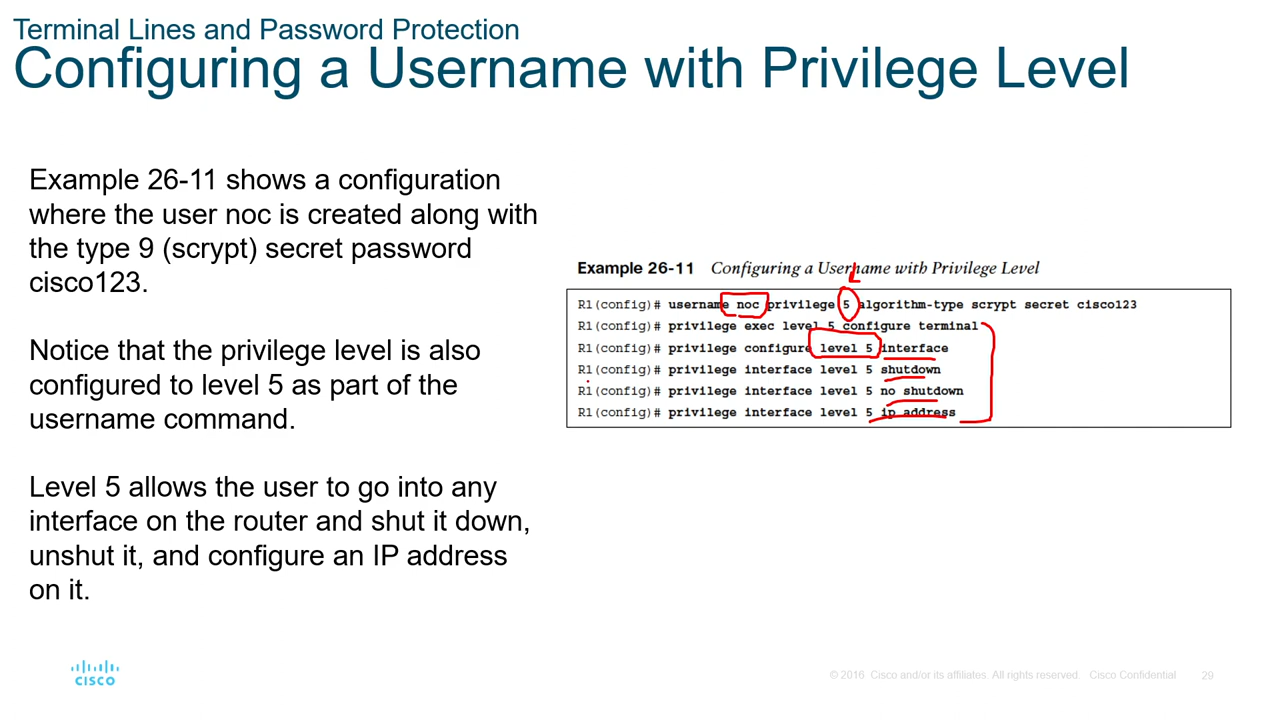 Terminal Lines and Password Protection
Configuring a Username with Privilege Level
Example 26-11 shows a configuration
where the user noc is created along with
the type 9 (scrypt) secret password
cisco123.
Notice that the privilege level is also
configured to level 5 as part of the
username command.
Level 5 allows the user to go into any
interface on the router and shut it down,
unshut it, and configure an IP address
on it.
Example 26-11 Configuring a Username with Privilege Level
R1(config)# username noc privilege 5 algorithm-type scrypt secret cisco123
R1(config)# privilege exec level 5 configure terminal
R1(config)# privilege configure level 5 interface
R1(config)# privilege interface level 5 shutdown
R1(config)# privilege interface level 5 no shutdown
R1(config)# privilege interface level 5 ip address
CISCO
© 2016 Cisco and/or its affiliates. All rights reserved. Cisco Confidential 29